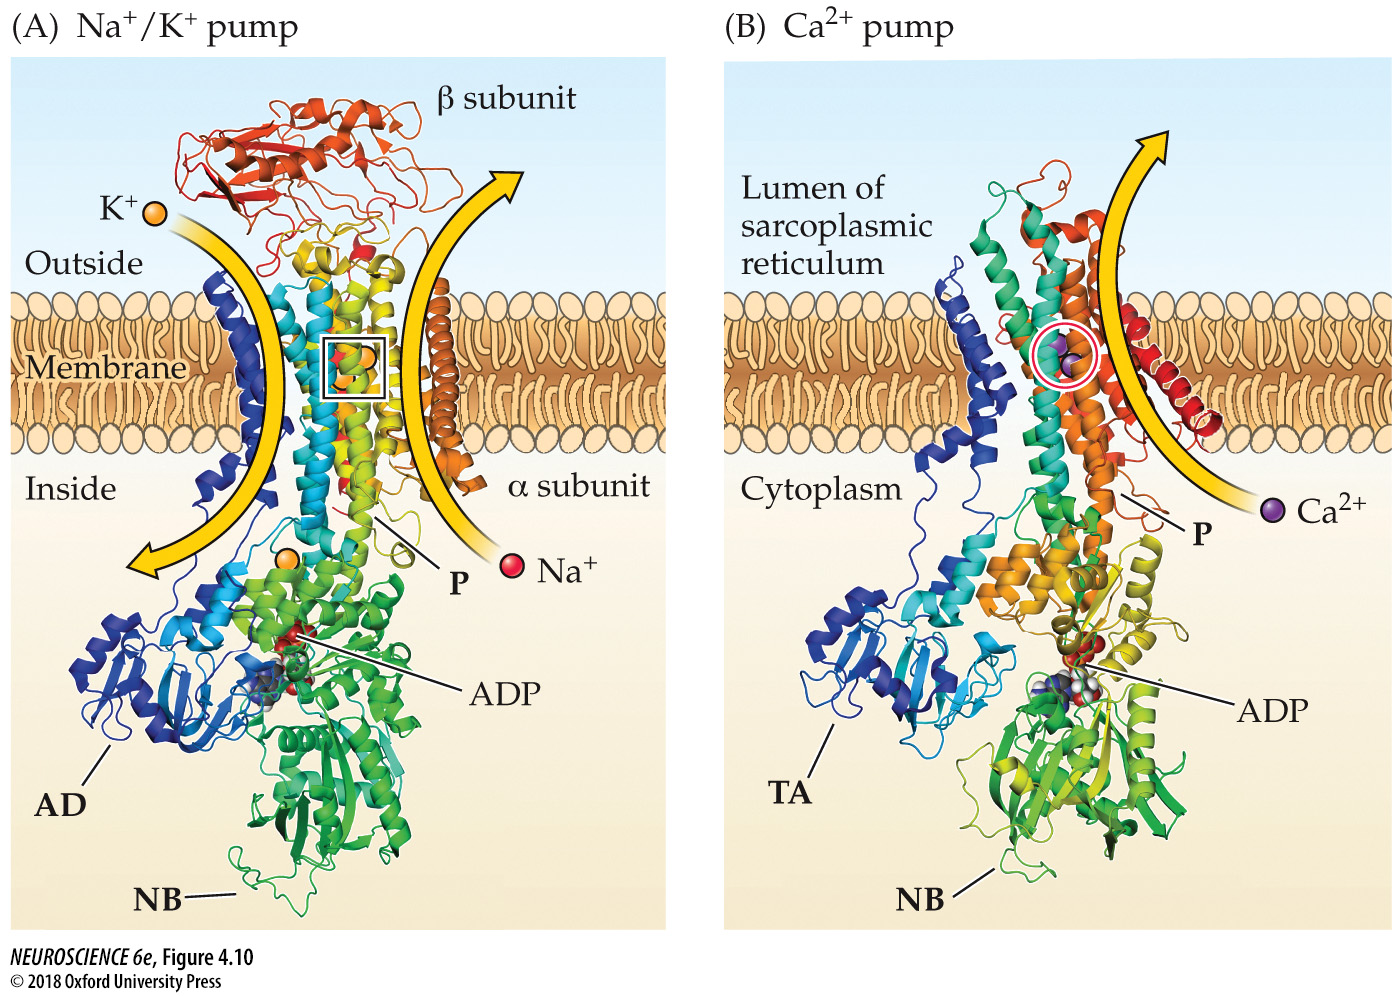 (A) Na⁺/K⁺ pump
β subunit
K⁺
Outside
Membrane
Inside
α subunit
P
Na⁺
ADP
AD
NB
(B) Ca²⁺ pump
Lumen of
sarcoplasmic
reticulum
Cytoplasm
Ca²⁺
P
ADP
TA
NB
NEUROSCIENCE 6e, Figure 4.10
© 2018 Oxford University Press